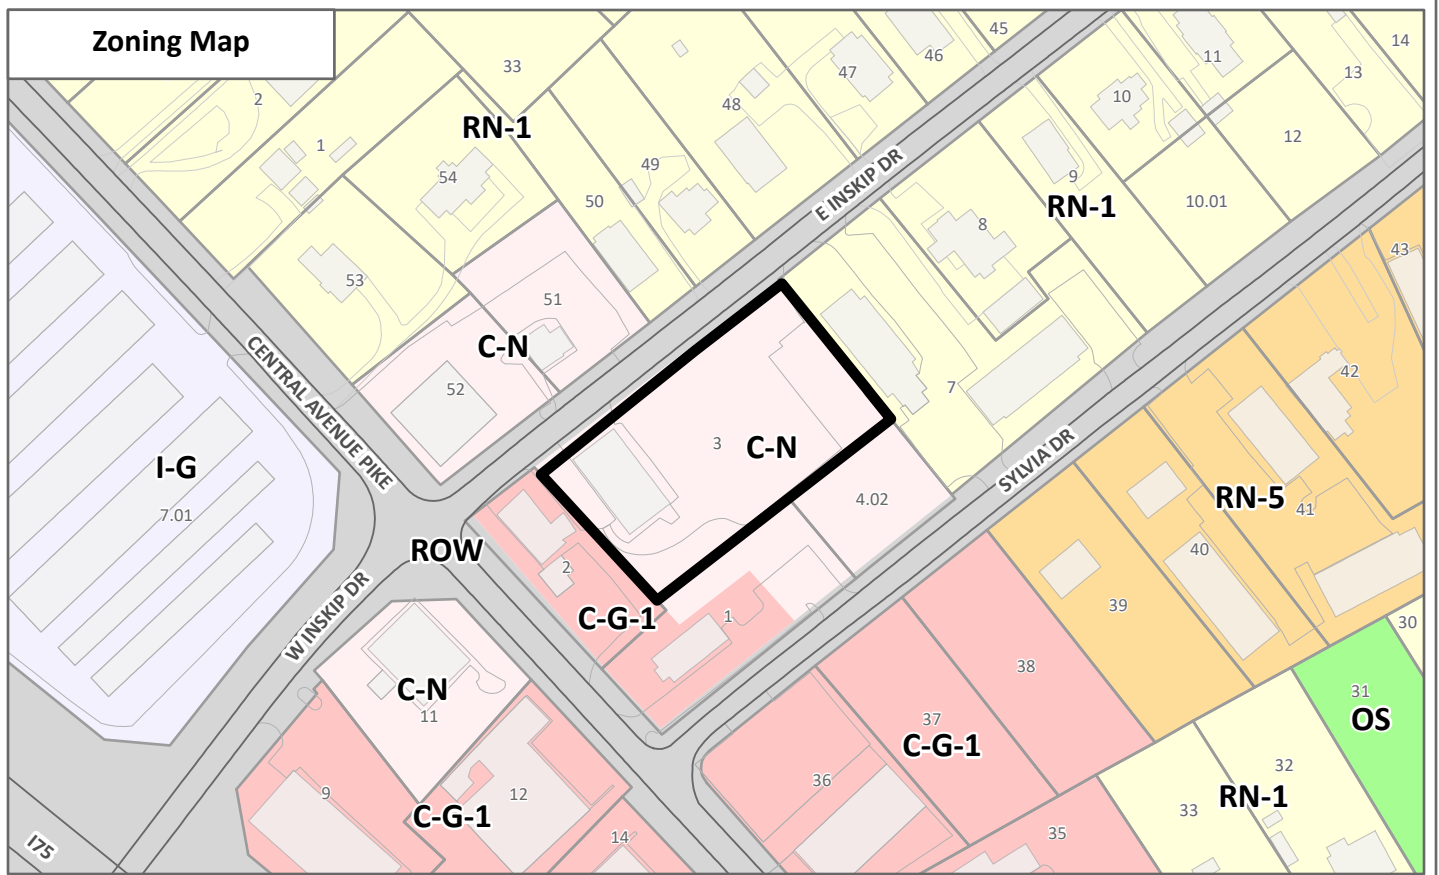 Zoning Map
33
45
46
47
48
11
13
14
2
1
RN-1
54
49
50
10
12
9
RN-1
10.01
E INSKIP DR
8
53
51
C-N
52
43
CENTRAL AVENUE PIKE
7
42
3
C-N
I-G
7.01
4.02
SYLVIA DR
RN-5
41
40
ROW
2
W INSKIP DR
C-G-1
1
39
30
38
C-N
11
37
C-G-1
31
OS
36
32
RN-1
33
9
12
C-G-1
14
35
I75